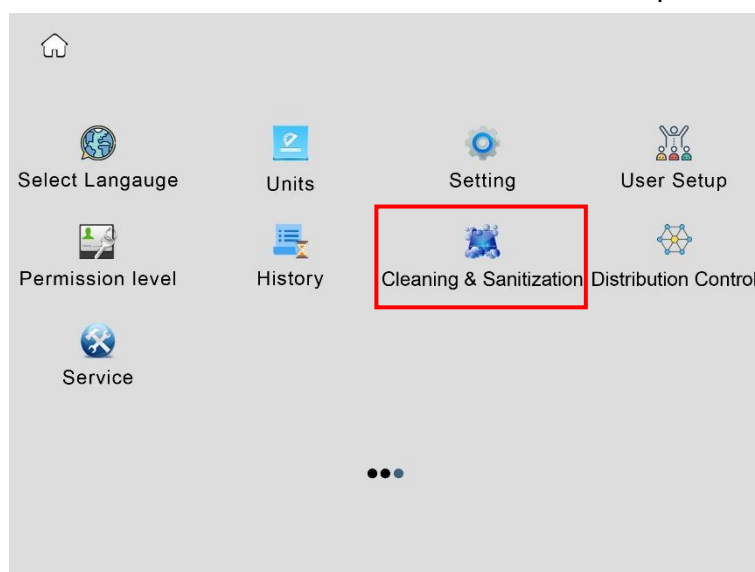 Select Langauge Units Setting User Setup
Permission level History Cleaning & Sanitization Distribution Control
Service